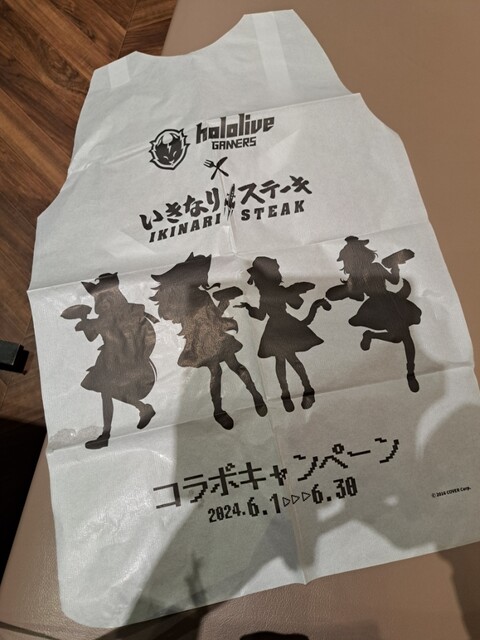 hololive
GAMERS
いきなりステーキ
IKINARI STEAK
コラボキャンペーン
2024.6.1▷▷▷6.30
© 2016 COVER Corp.